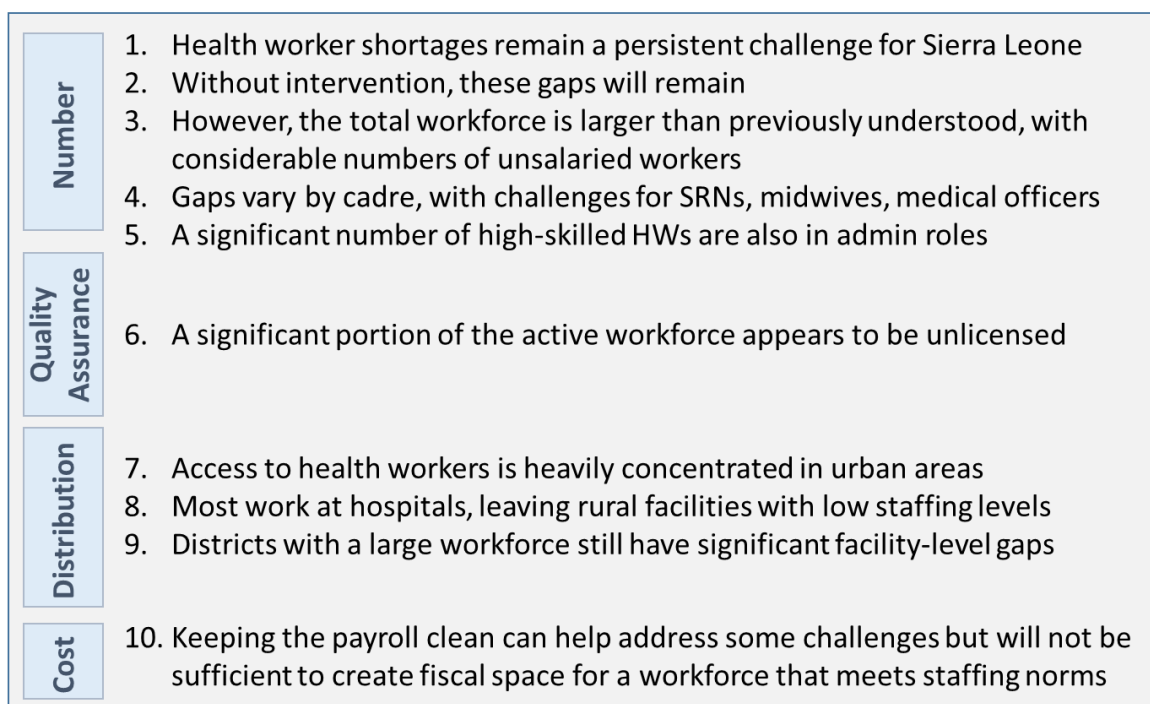 Number
1. Health worker shortages remain a persistent challenge for Sierra Leone
2. Without intervention, these gaps will remain
3. However, the total workforce is larger than previously understood, with
considerable numbers of unsalaried workers
4. Gaps vary by cadre, with challenges for SRNs, midwives, medical officers
5. A significant number of high-skilled HWs are also in admin roles
Quality
Assurance
6. A significant portion of the active workforce appears to be unlicensed
Distribution
7. Access to health workers is heavily concentrated in urban areas
8. Most work at hospitals, leaving rural facilities with low staffing levels
9. Districts with a large workforce still have significant facility-level gaps
Cost
10. Keeping the payroll clean can help address some challenges but will not be
sufficient to create fiscal space for a workforce that meets staffing norms